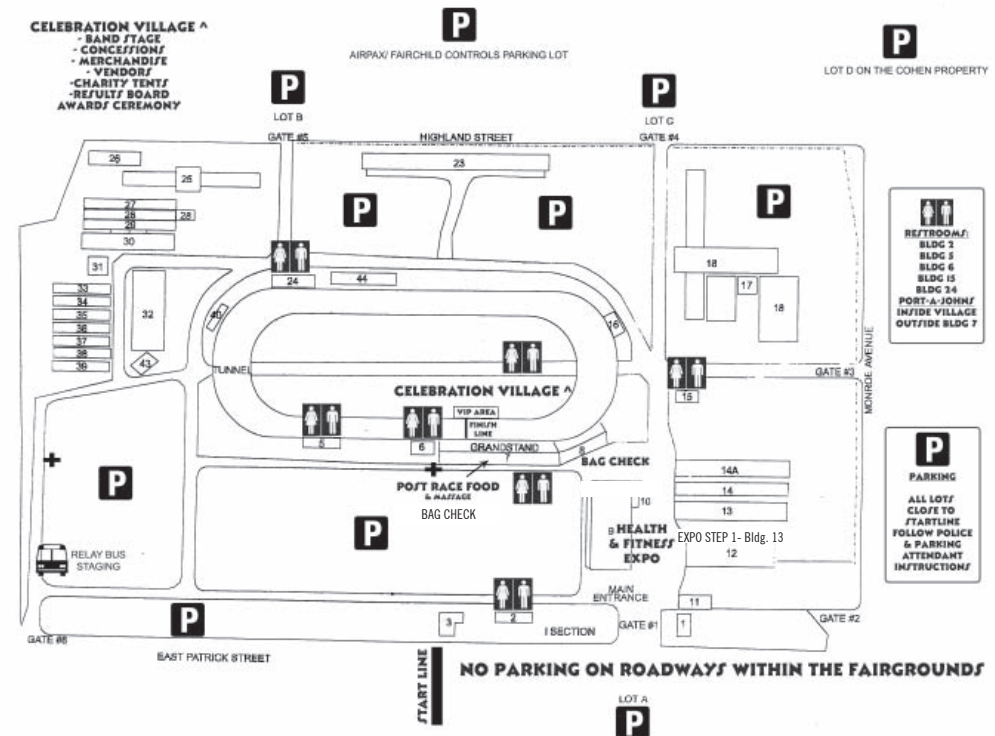 CELEBRATION VILLAGE ^
- BAND STAGE
- CONCESSIONS
- MERCHANDISE
- VENDORS
-CHARITY TENTS
-RESULTS BOARD
AWARDS CEREMONY
P
AIRPAX/ FAIRCHILD CONTROLS PARKING LOT
P
LOT D ON THE COHEN PROPERTY
P
LOT B
GATE #5
P
LOT C
GATE #4
HIGHLAND STREET
26
25
27
28
28
29
30
31
33
34
35
36
37
38
39
32
43
23
P
P
P
24
44
40
16
18
17
18
TUNNEL
CELEBRATION VILLAGE ^
VIP AREA
FINISH
LINE
5
6
GRANDSTAND
7
8
BAG CHECK
15
GATE #3
MONROE AVENUE
RESTROOMS:
BLDG 2
BLDG 5
BLDG 6
BLDG 15
BLDG 24
PORT-A-JOHNS
INSIDE VILLAGE
OUTSIDE BLDG 7
P
PARKING
ALL LOTS
CLOSE TO
STARTLINE
FOLLOW POLICE
& PARKING
ATTENDANT
INSTRUCTIONS
P
POST RACE FOOD
& MASSAGE
BAG CHECK
P
14A
14
13
10
9
HEALTH
& FITNESS
EXPO
EXPO STEP 1- Bldg. 13
12
RELAY BUS
STAGING
MAIN
ENTRANCE
11
P
3
2
I SECTION
GATE #1
1
GATE #2
GATE #6
EAST PATRICK STREET
START LINE
NO PARKING ON ROADWAYS WITHIN THE FAIRGROUNDS
LOT A
P